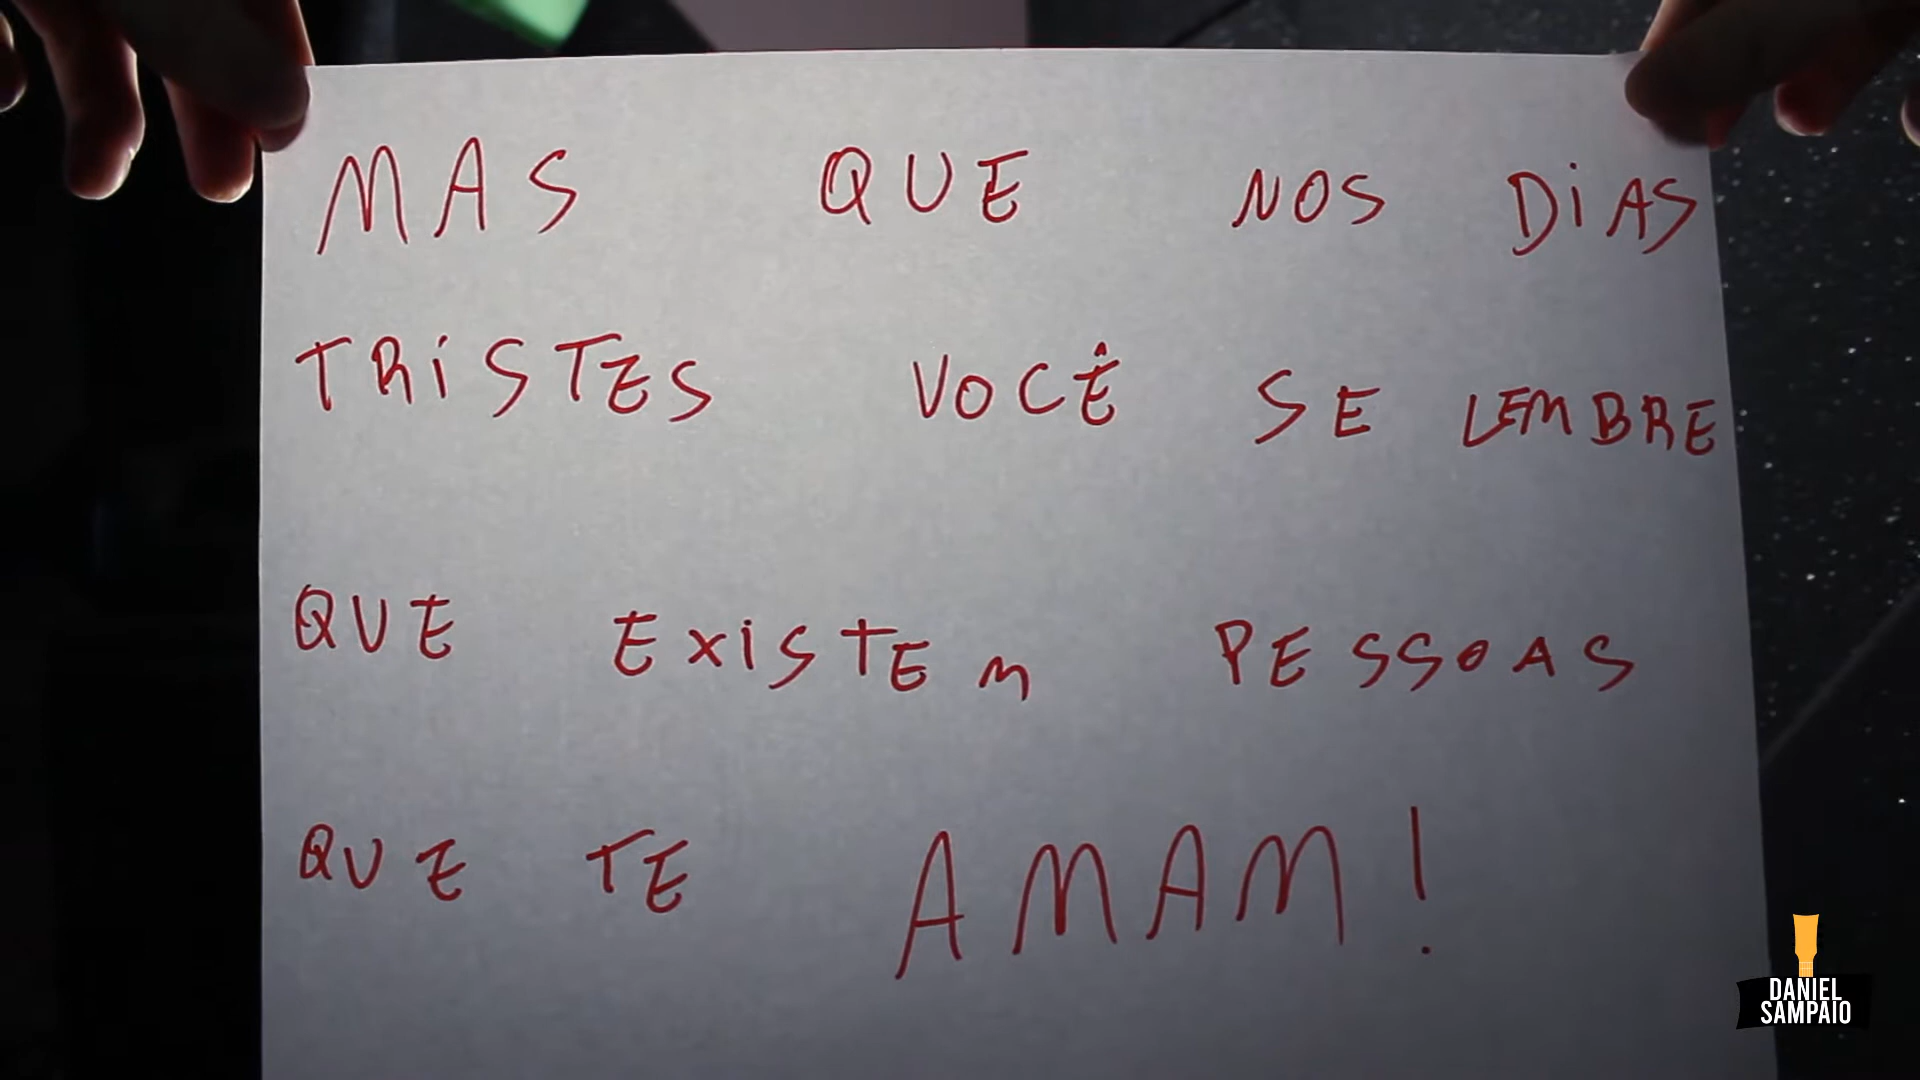 MAS QUE NOS DiAS
TRiSTES VOCÊ SE LEMBRE
QUE EXiSTEM PESSOAS
QUE TE AMAM!
DANIEL
SAMPAIO